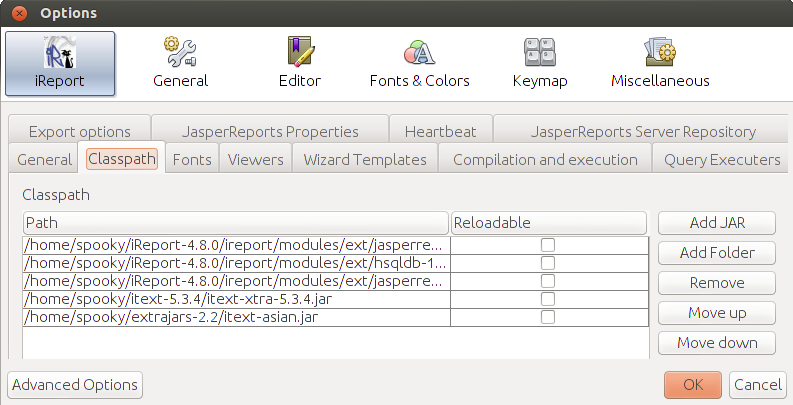 Options
iReport General Editor Fonts & Colors Keymap Miscellaneous
Export options JasperReports Properties Heartbeat JasperReports Server Repository
General Classpath Fonts Viewers Wizard Templates Compilation and execution Query Executers
Classpath
Path Reloadable Add JAR
/home/spooky/iReport-4.8.0/ireport/modules/ext/jasperre...
Add Folder
/home/spooky/iReport-4.8.0/ireport/modules/ext/hsqldb-1...
/home/spooky/iReport-4.8.0/ireport/modules/ext/jasperre...
Remove
/home/spooky/itext-5.3.4/itext-xtra-5.3.4.jar
/home/spooky/extrajars-2.2/itext-asian.jar
Move up
Move down
Advanced Options OK Cancel